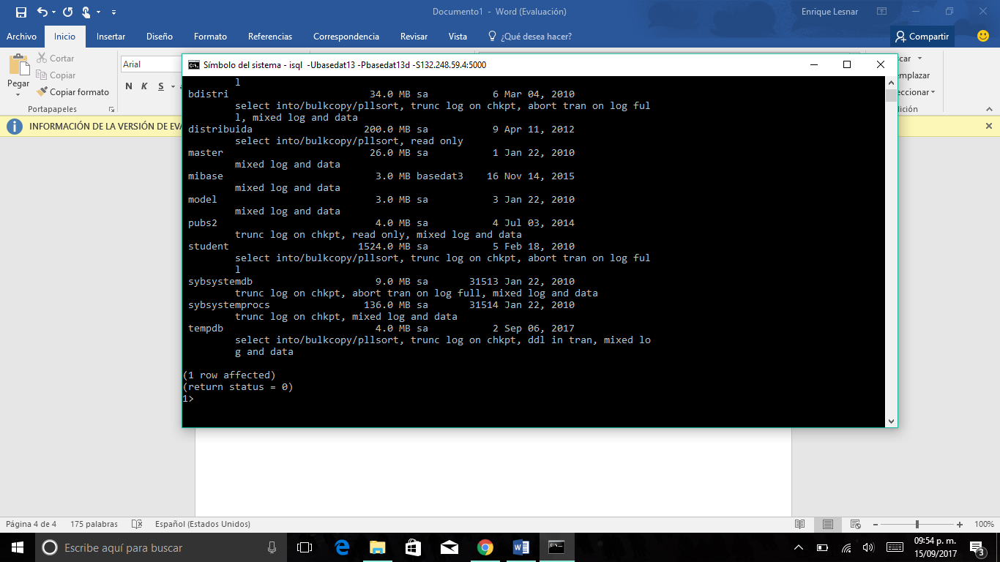 Documento1 - Word (Evaluación)
Enrique Lesnar
Archivo Inicio Insertar Diseño Formato Referencias Correspondencia Revisar Vista ¿Qué desea hacer? Compartir
Pegar
Cortar
Copiar
Copiar formato
Portapapeles
Arial
N K S
car
mplazar
eccionar
dición
INFORMACIÓN DE LA VERSIÓN DE EVA
Símbolo del sistema - isql -Ubasedat13 -Pbasedat13d -S132.248.59.4:5000
l
bdistri 34.0 MB sa 6 Mar 04, 2010
select into/bulkcopy/pllsort, trunc log on chkpt, abort tran on log ful
l, mixed log and data
distribuida 200.0 MB sa 9 Apr 11, 2012
select into/bulkcopy/pllsort, read only
master 26.0 MB sa 1 Jan 22, 2010
mixed log and data
mibase 3.0 MB basedat3 16 Nov 14, 2015
mixed log and data
model 3.0 MB sa 3 Jan 22, 2010
mixed log and data
pubs2 4.0 MB sa 4 Jul 03, 2014
trunc log on chkpt, read only, mixed log and data
student 1524.0 MB sa 5 Feb 18, 2010
select into/bulkcopy/pllsort, trunc log on chkpt, abort tran on log ful
l
sybsystemdb 9.0 MB sa 31513 Jan 22, 2010
trunc log on chkpt, abort tran on log full, mixed log and data
sybsystemprocs 136.0 MB sa 31514 Jan 22, 2010
trunc log on chkpt, mixed log and data
tempdb 4.0 MB sa 2 Sep 06, 2017
select into/bulkcopy/pllsort, trunc log on chkpt, ddl in tran, mixed lo
g and data
(1 row affected)
(return status = 0)
1>
Página 4 de 4 175 palabras Español (Estados Unidos) 100%
Escribe aquí para buscar
09:54 p. m.
15/09/2017
3